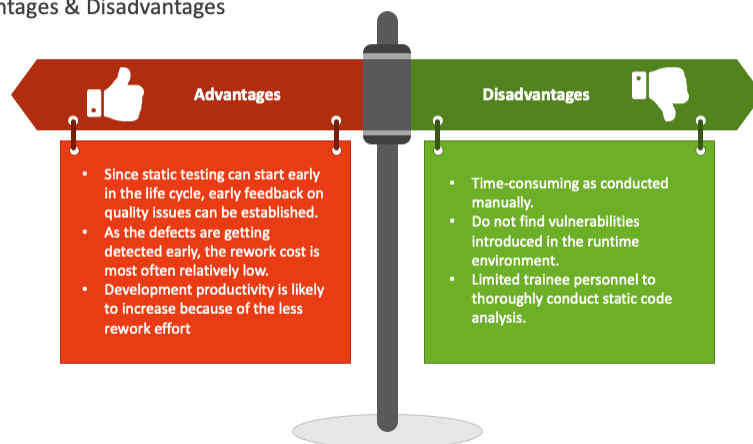 ntages & Disadvantages
Advantages
Disadvantages
• Since static testing can start early
in the life cycle, early feedback on
quality issues can be established.
• As the defects are getting
detected early, the rework cost is
most often relatively low.
• Development productivity is likely
to increase because of the less
rework effort
• Time-consuming as conducted
manually.
• Do not find vulnerabilities
introduced in the runtime
environment.
• Limited trainee personnel to
thoroughly conduct static code
analysis.